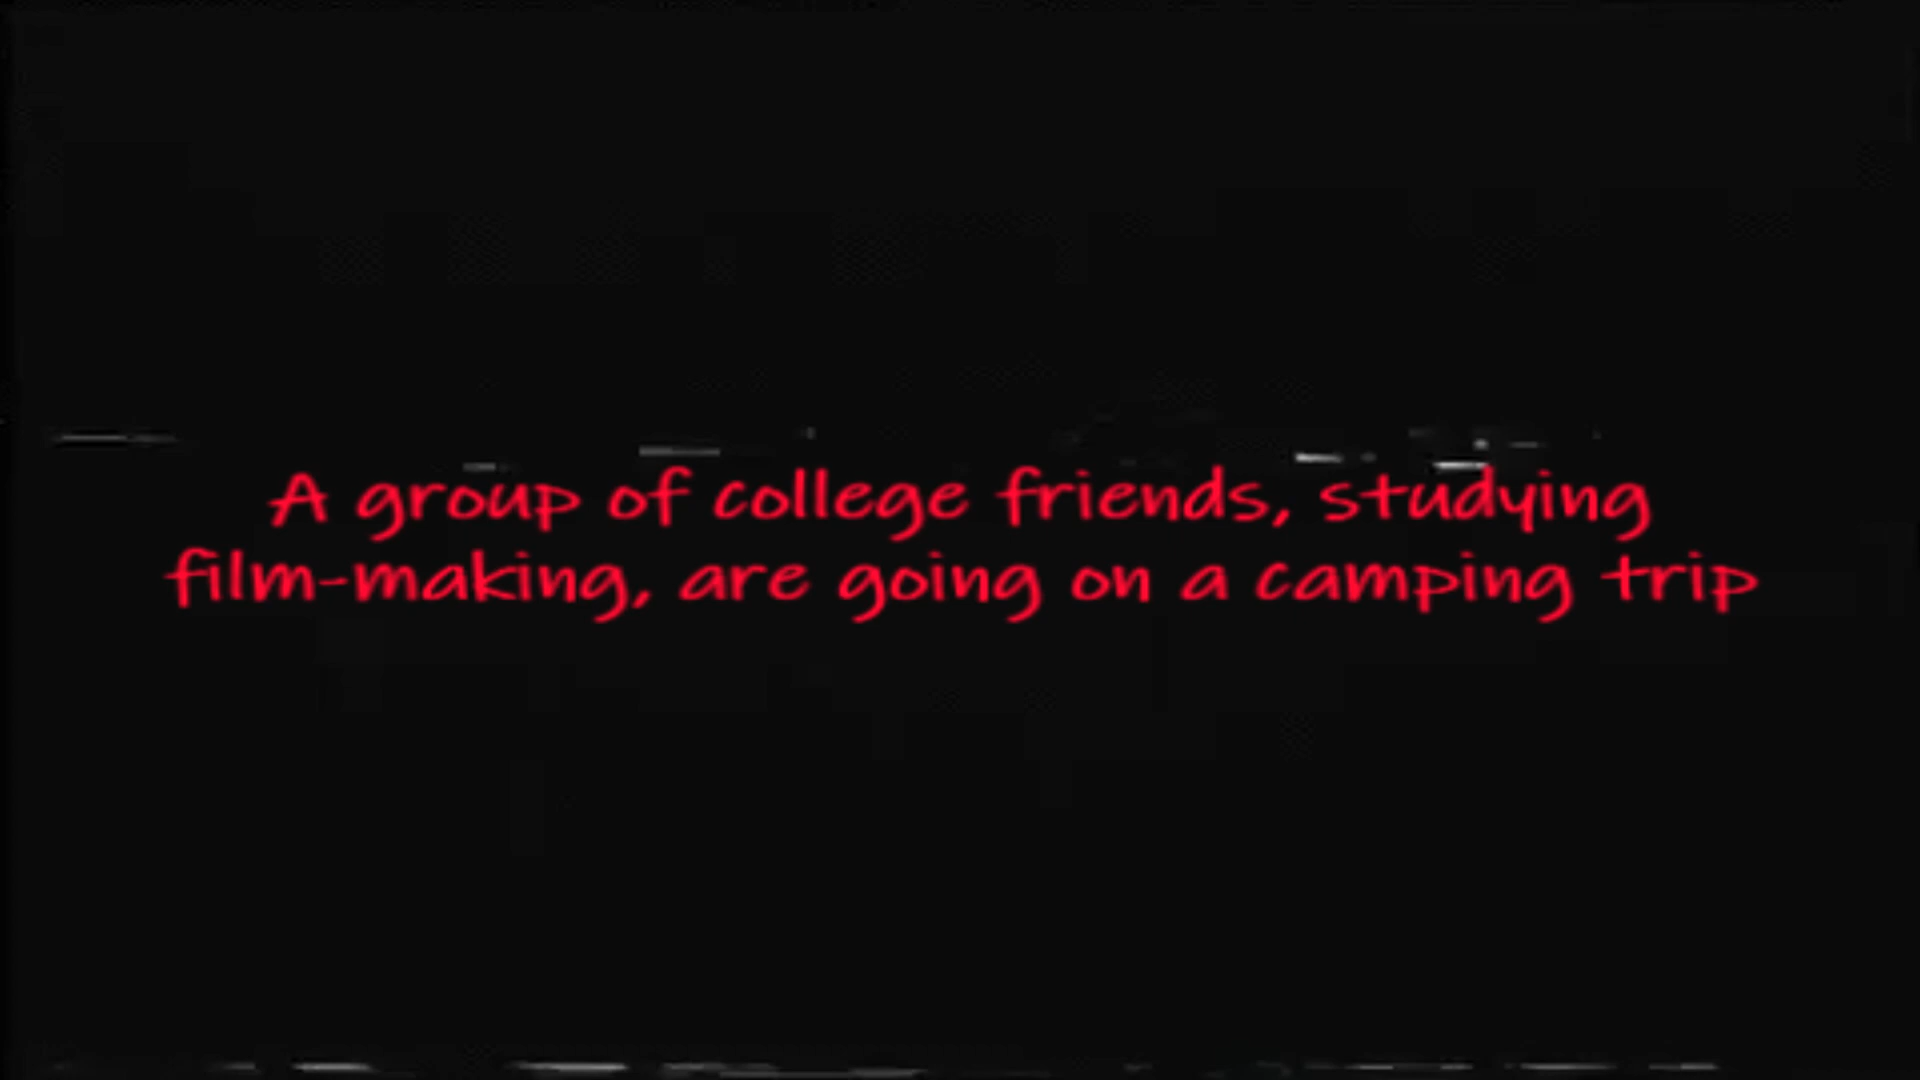 A group of college friends, studying
film-making, are going on a camping trip